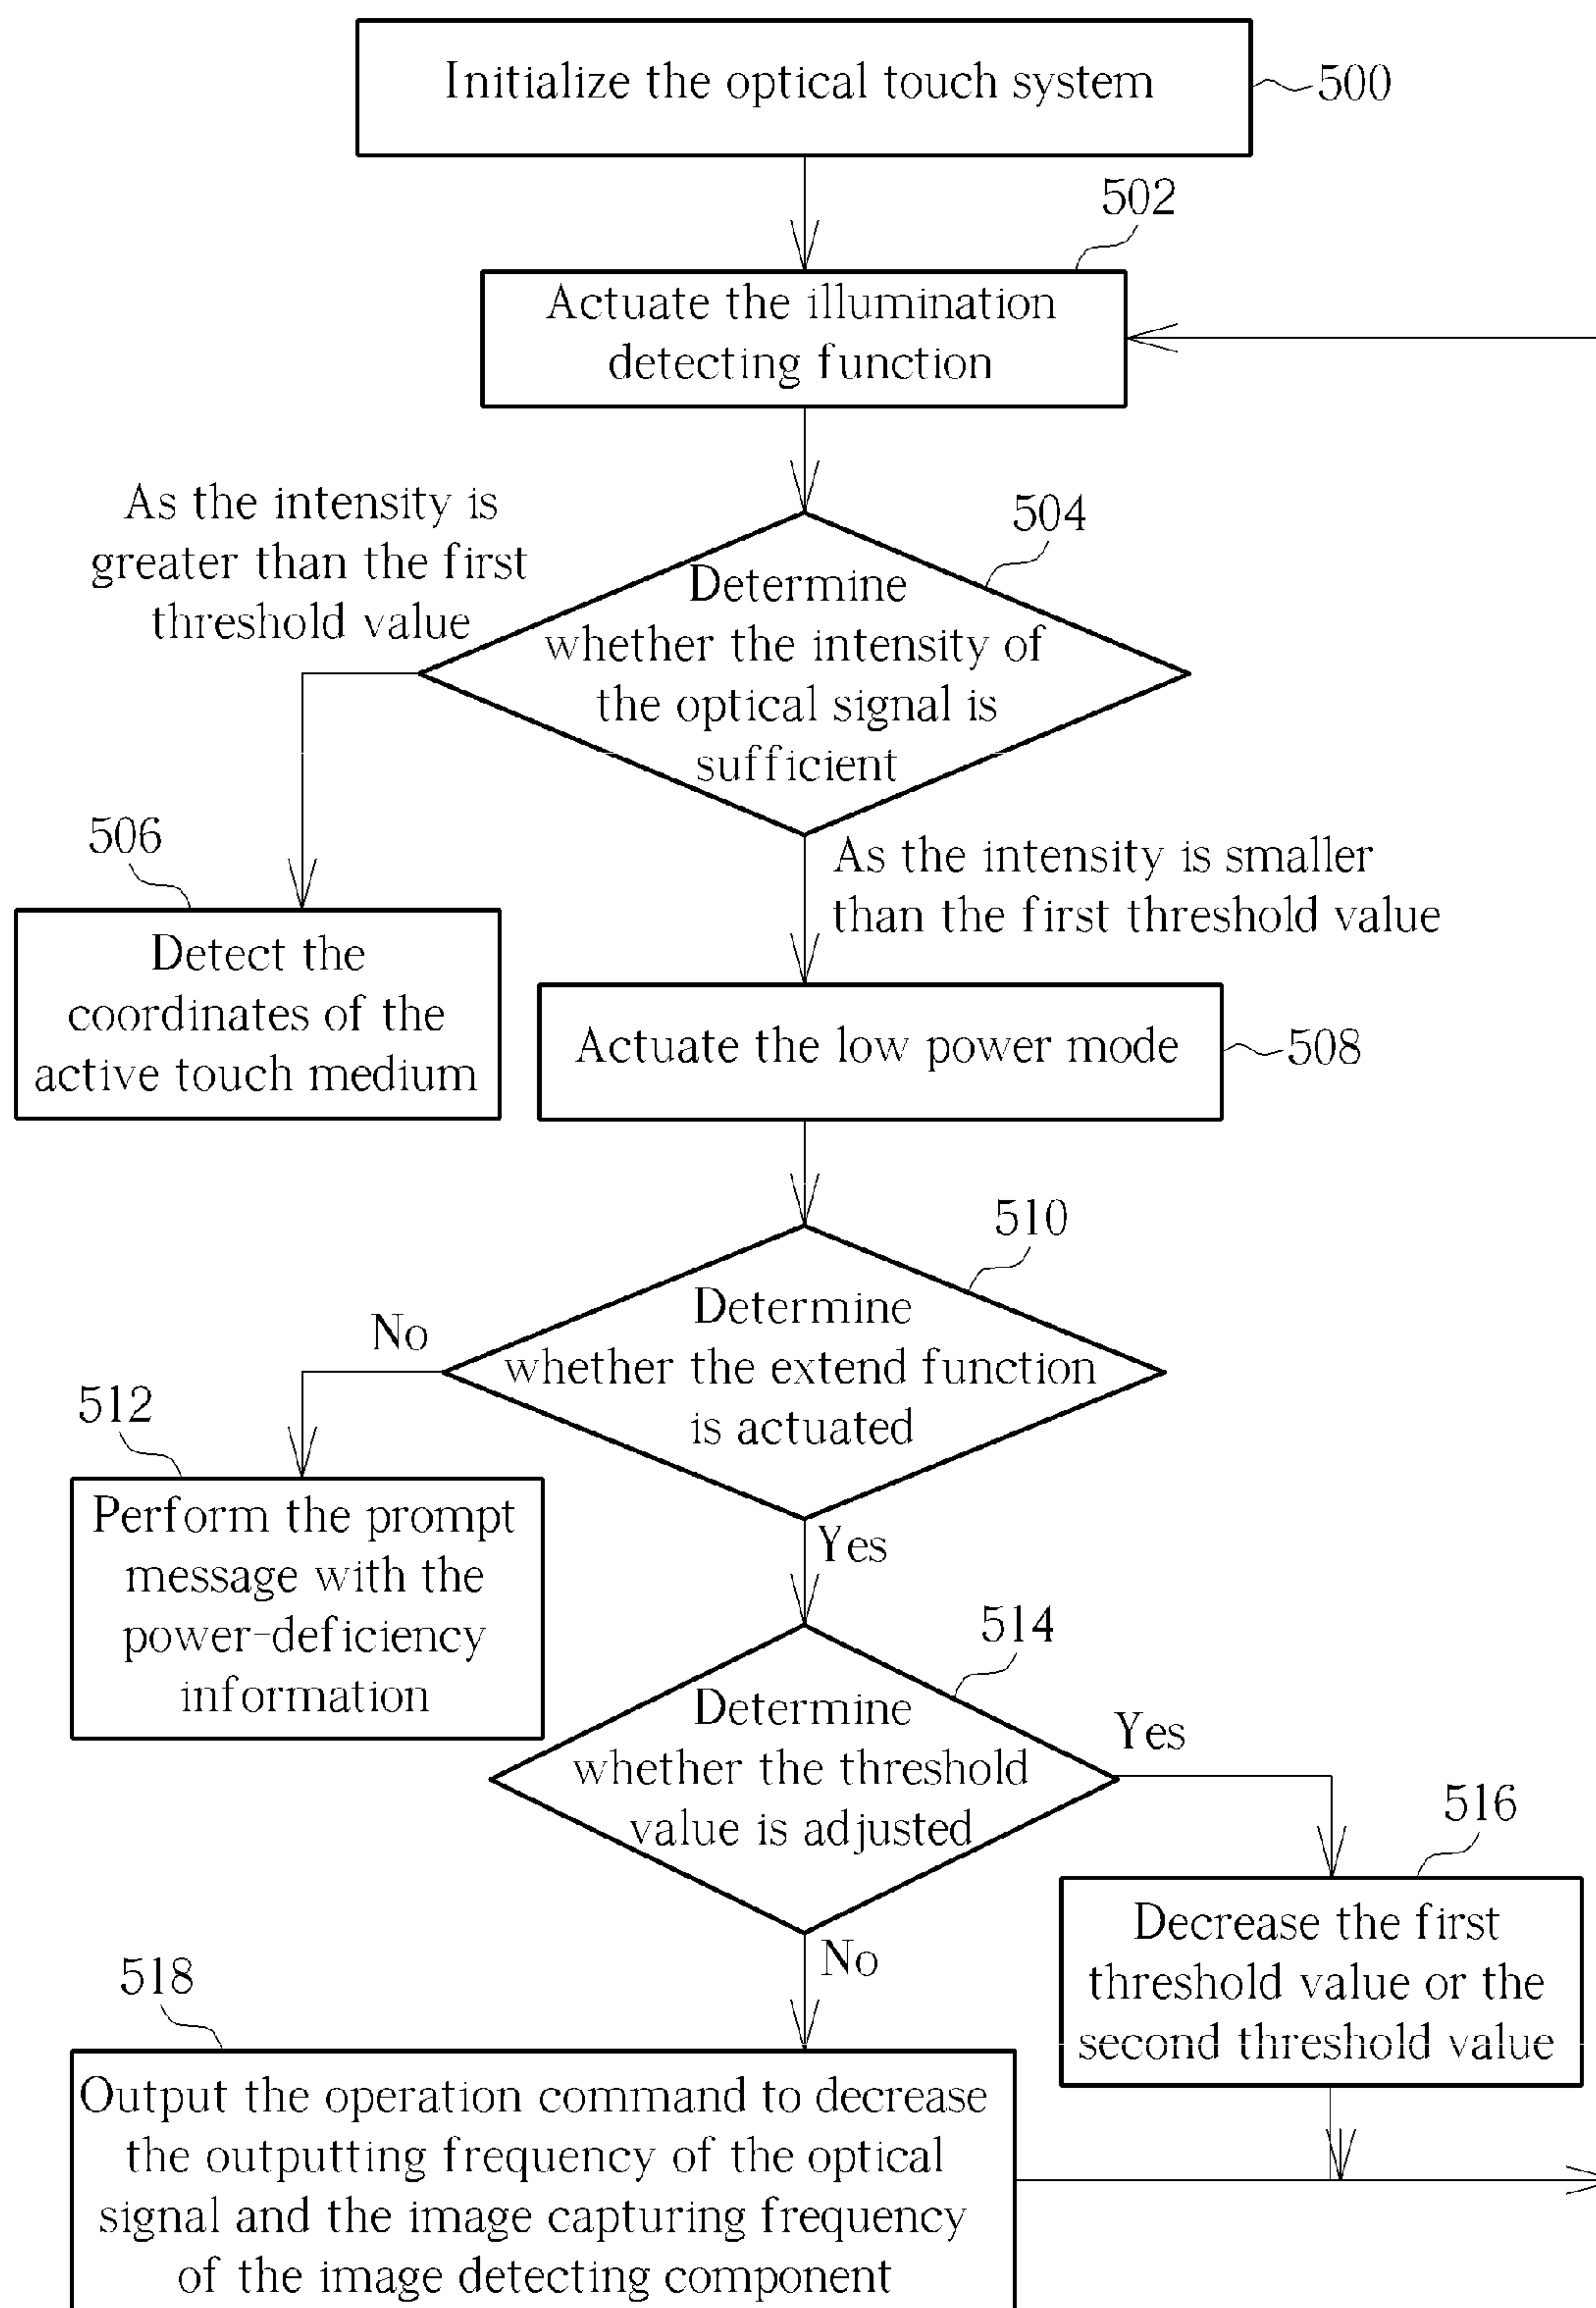 Initialize the optical touch system
500
502
Actuate the illumination
detecting function
As the intensity is
greater than the first
threshold value
504
Determine
whether the intensity of
the optical signal is
sufficient
506
Detect the
coordinates of the
active touch medium
As the intensity is smaller
than the first threshold value
Actuate the low power mode
508
510
Determine
whether the extend function
is actuated
No
512
Perform the prompt
message with the
power-deficiency
information
Yes
514
Determine
whether the threshold
value is adjusted
Yes
516
Decrease the first
threshold value or the
second threshold value
No
518
Output the operation command to decrease
the outputting frequency of the optical
signal and the image capturing frequency
of the image detecting component